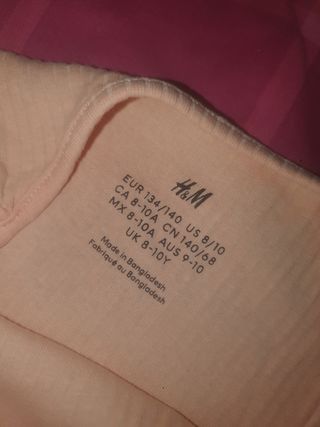 H&M
EUR 134/140 US 8/10
CA 8-10A CN 140/68
MX 8-10A AUS 9-10
UK 8-10Y
Made in Bangladesh
Fabriqué au Bangladesh